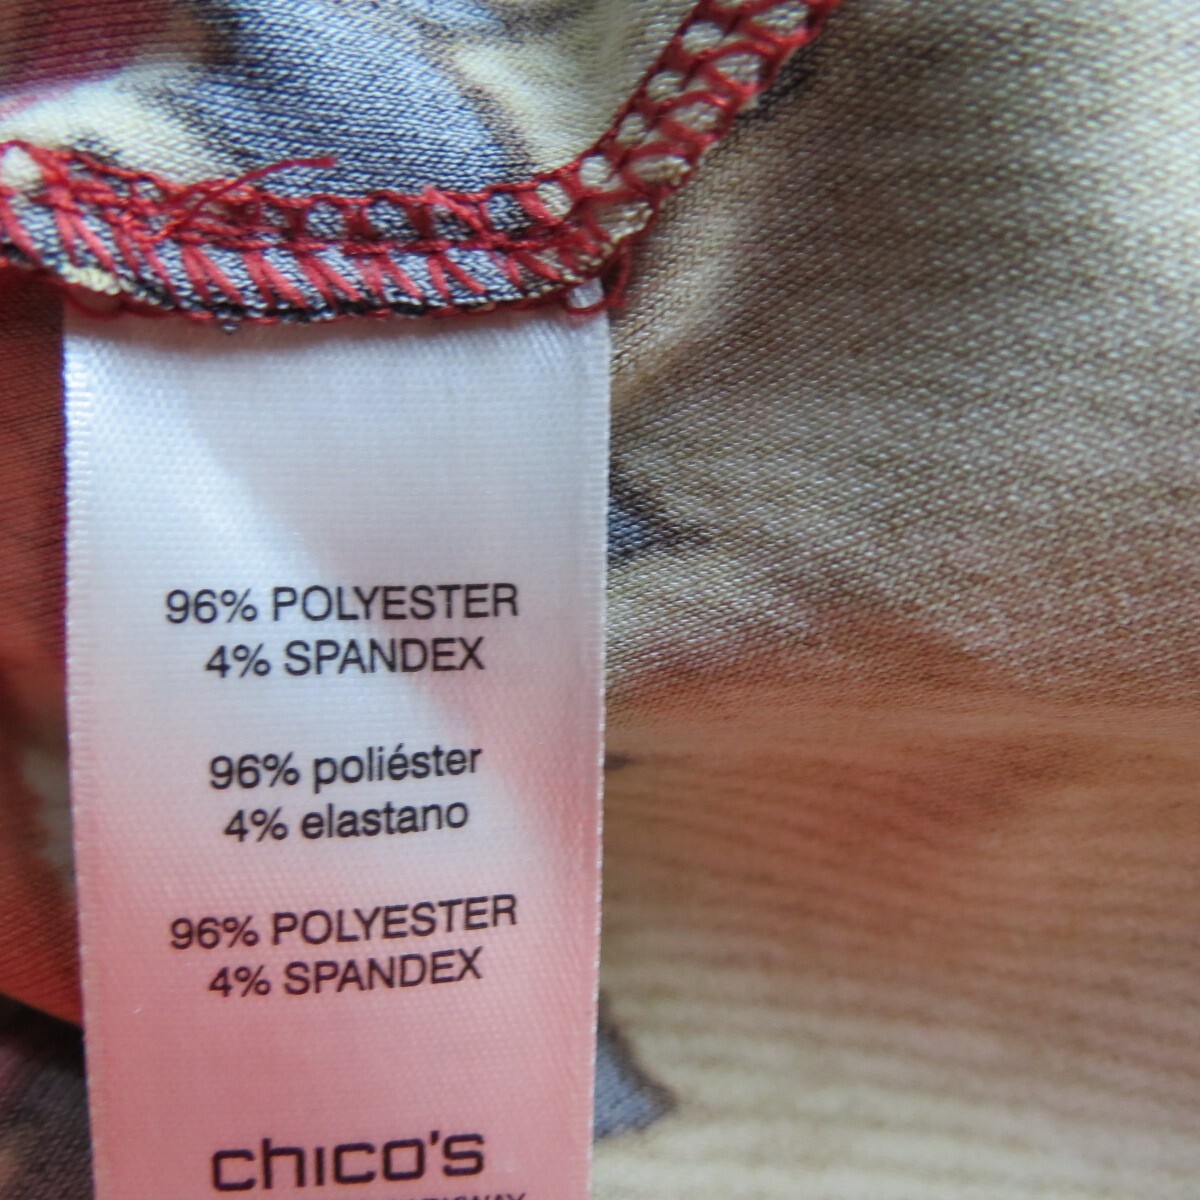 96% POLYESTER
4% SPANDEX
96% poliéster
4% elastano
96% POLYESTER
4% SPANDEX
chico's